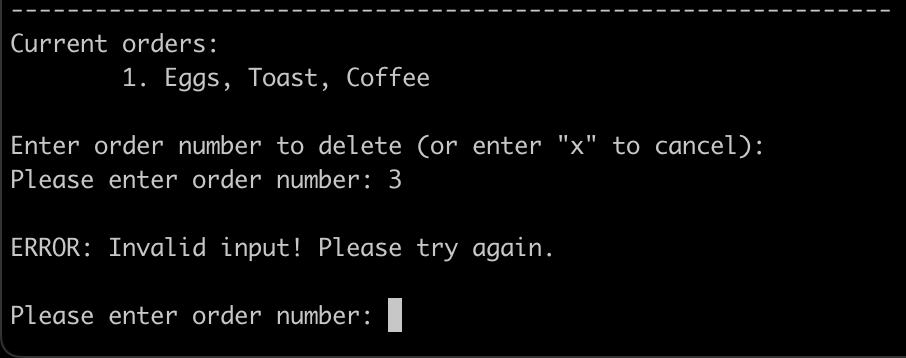 ----------------------------------------------------------------
Current orders:
1. Eggs, Toast, Coffee
Enter order number to delete (or enter "x" to cancel):
Please enter order number: 3
ERROR: Invalid input! Please try again.
Please enter order number: